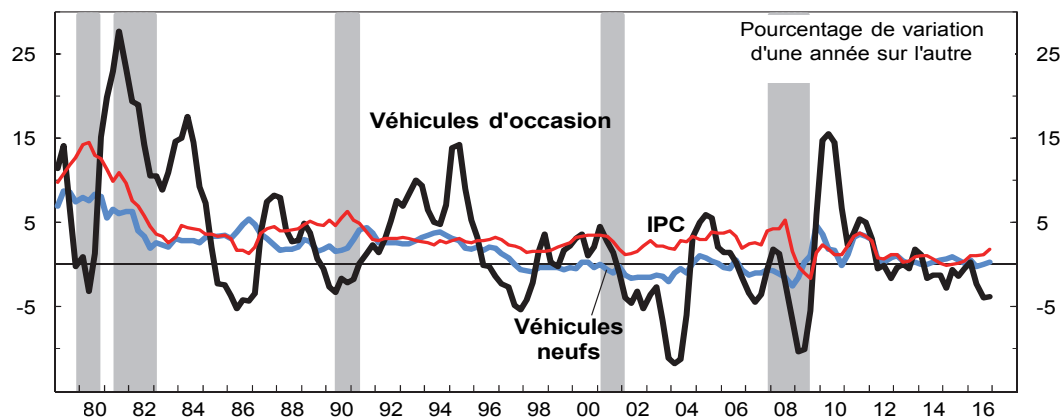 Pourcentage de variation
d'une année sur l'autre
25 25
15 15
5 5
-5 -5
Véhicules d'occasion
IPC
Véhicules
neufs
80 82 84 86 88 90 92 94 96 98 00 02 04 06 08 10 12 14 16